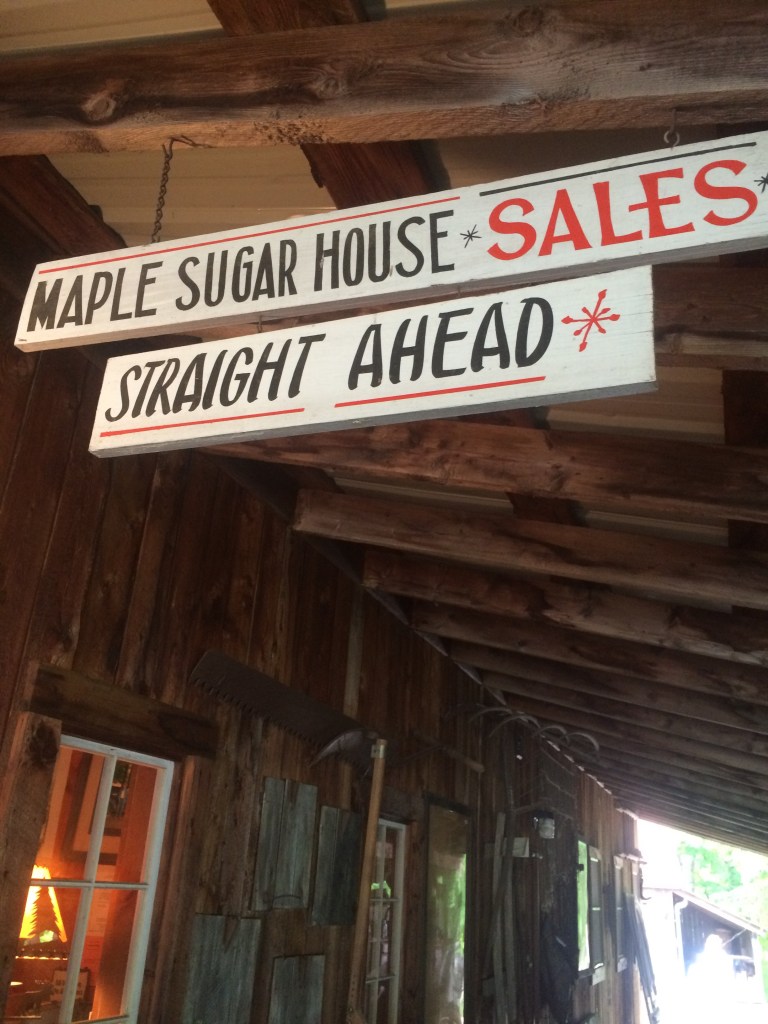 MAPLE SUGAR HOUSE * SALES *
STRAIGHT AHEAD *